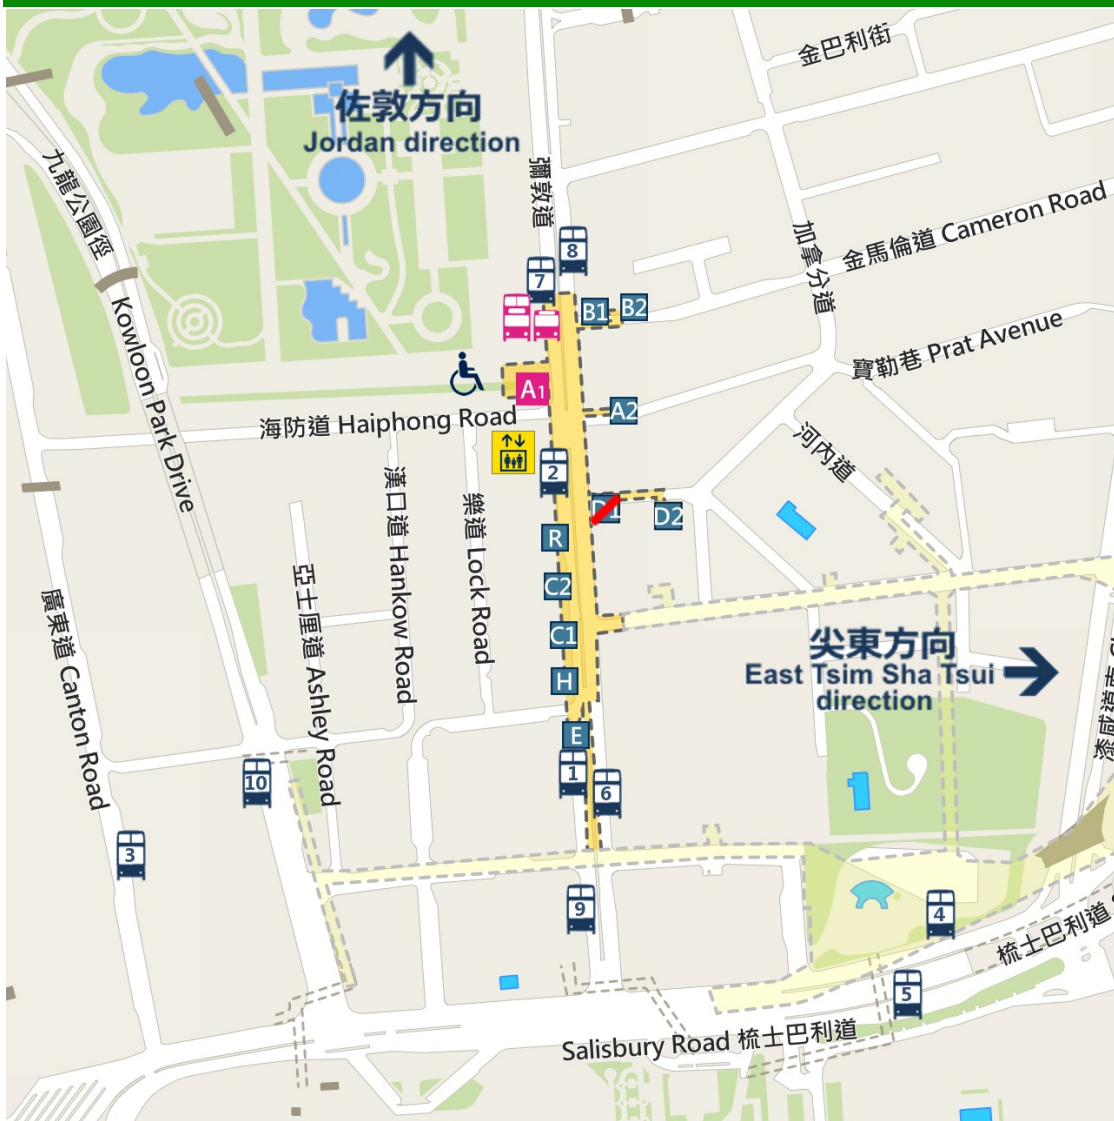 金巴利街
佐敦方向
Jordan direction
九龍公園徑
彌敦道
加拿分道
金馬倫道 Cameron Road
8
7
B1
B2
Kowloon Park Drive
寶勒巷 Prat Avenue
A1
A2
海防道 Haiphong Road
河內道
2
D1
D2
漢口道 Hankow Road
樂道 Lock Road
R
C2
亞士厘道 Ashley Road
廣東道 Canton Road
C1
H
尖東方向
East Tsim Sha Tsui
direction
漆咸道南
E
1
6
10
3
9
4
梳士巴利道
5
Salisbury Road 梳士巴利道